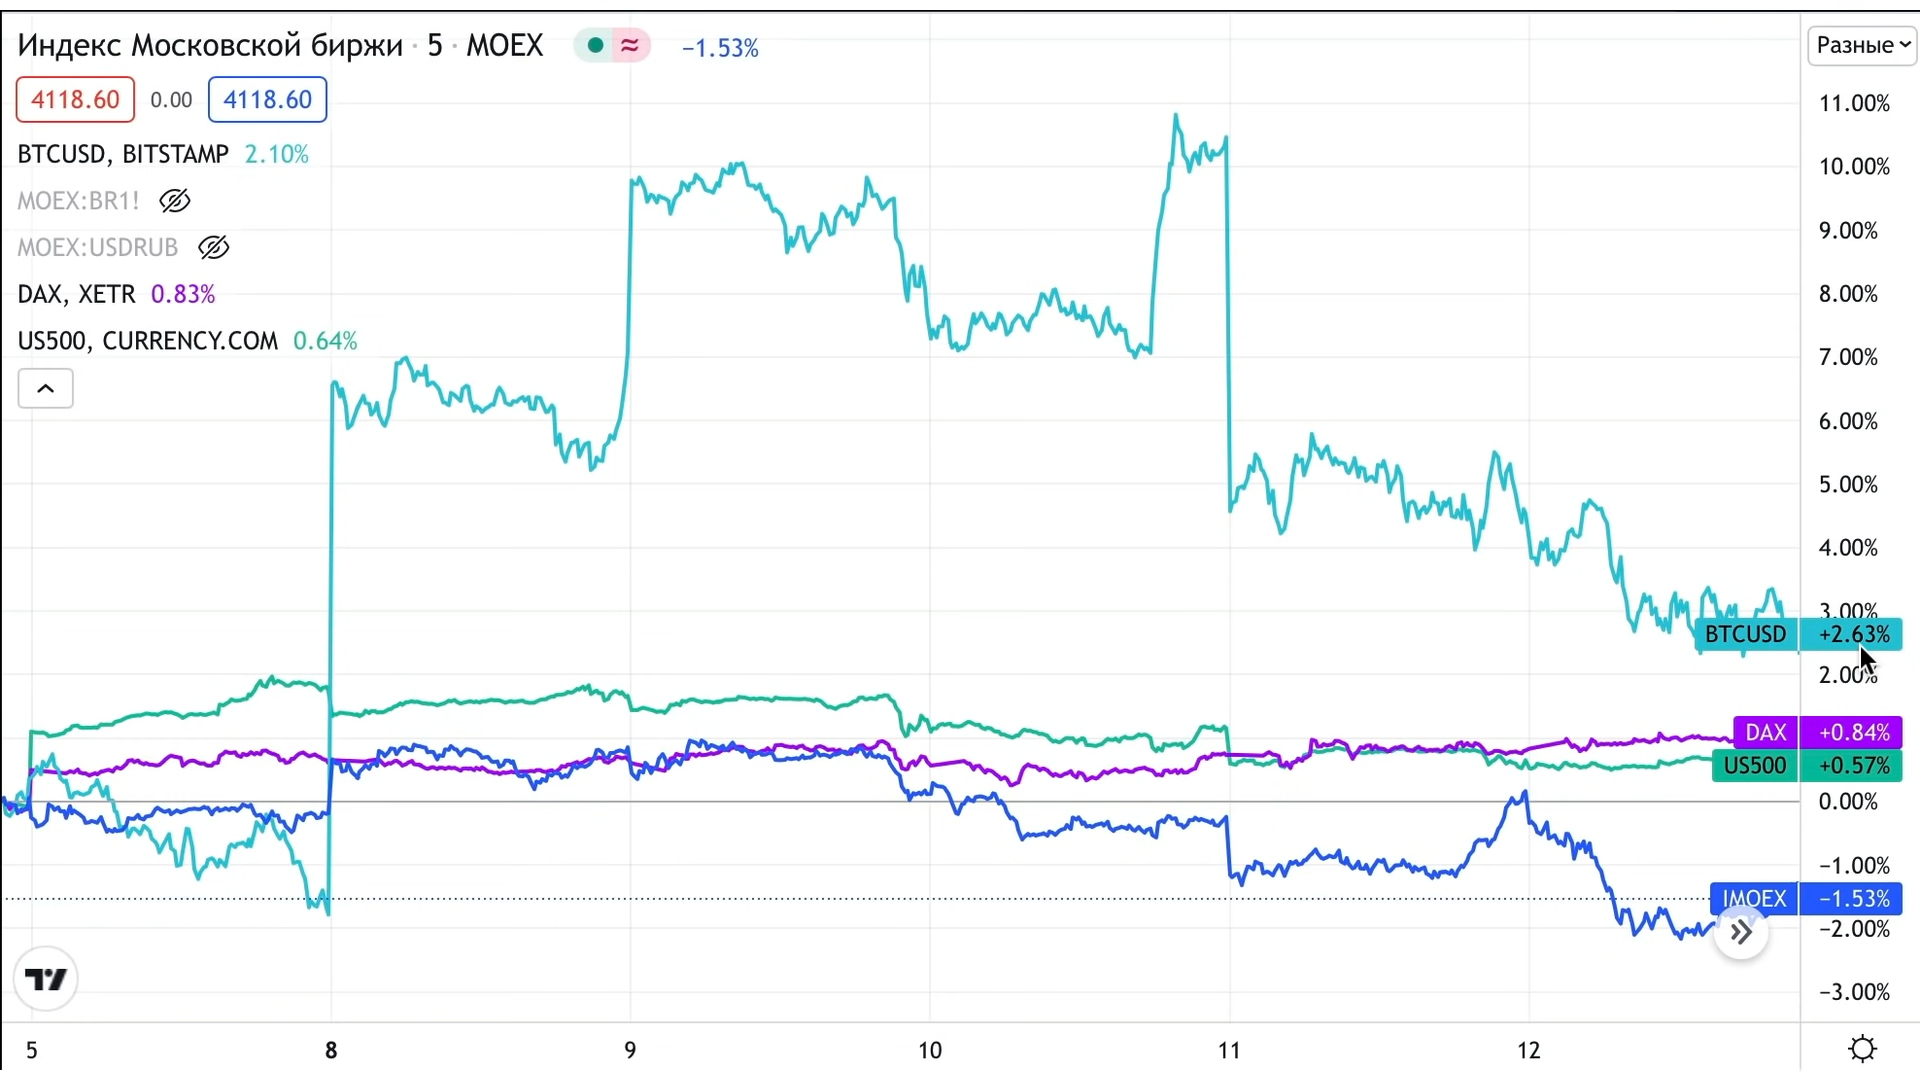 Индекс Московской биржи · 5 · MOEX −1.53% Разные
4118.60 0.00 4118.60
BTCUSD, BITSTAMP 2.10%
MOEX:BR1!
MOEX:USDRUB
DAX, XETR 0.83%
US500, CURRENCY.COM 0.64%
11.00%
10.00%
9.00%
8.00%
7.00%
6.00%
5.00%
4.00%
3.00%
BTCUSD +2.63%
2.00%
DAX +0.84%
US500 +0.57%
0.00%
−1.00%
IMOEX −1.53%
−2.00%
−3.00%
5 8 9 10 11 12